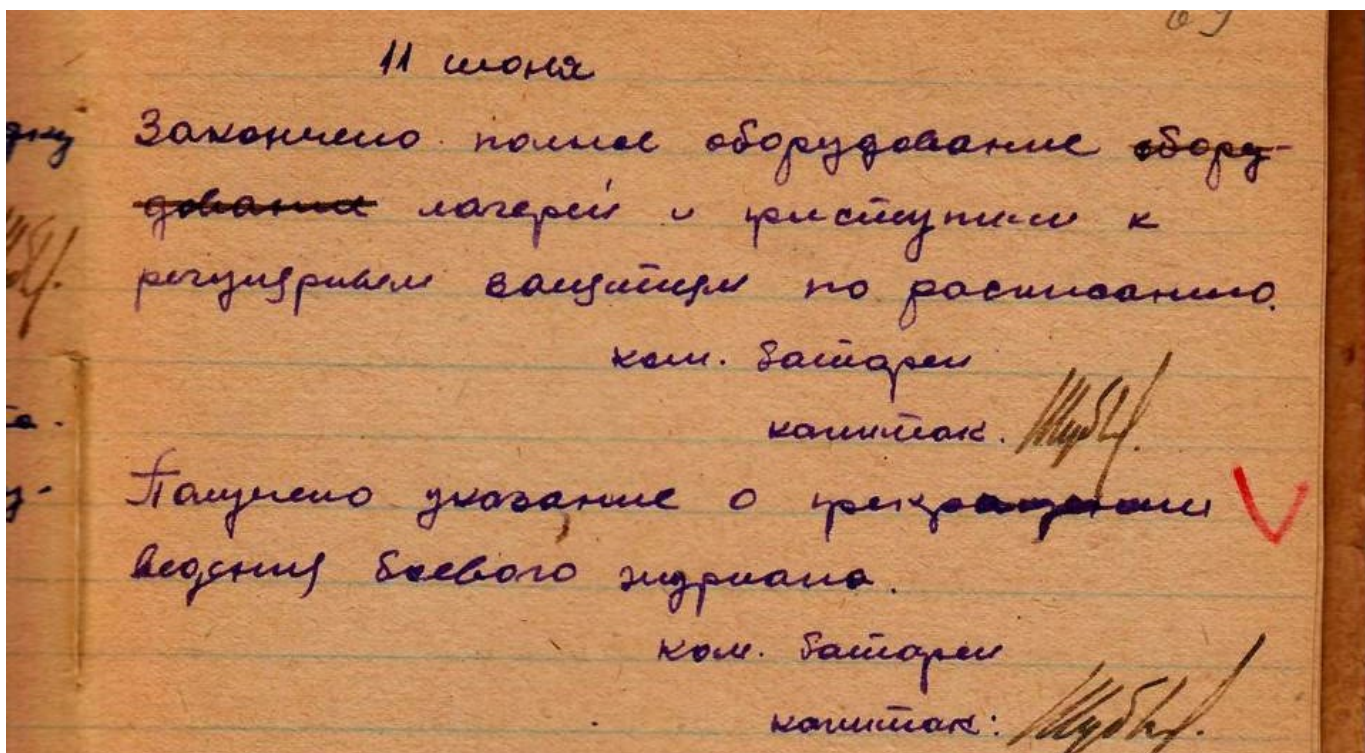 11 июня
Закончено полное оборудование обору-
дование лагерей и приступили к
регулярным занятиям по расписанию.
ком. батареи
капитан.
Получено указание о прекращении
ведения боевого журнала.
ком. батареи
капитан: